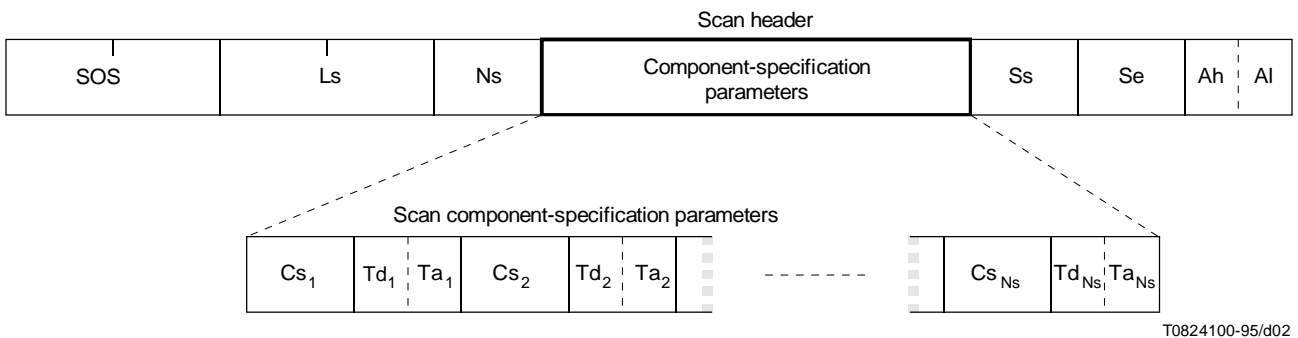 Scan header
SOS Ls Ns Component-specification parameters Ss Se Ah Al
Scan component-specification parameters
Cs1 Td1 Ta1 Cs2 Td2 Ta2 CsNs TdNs TaNs
T0824100-95/d02